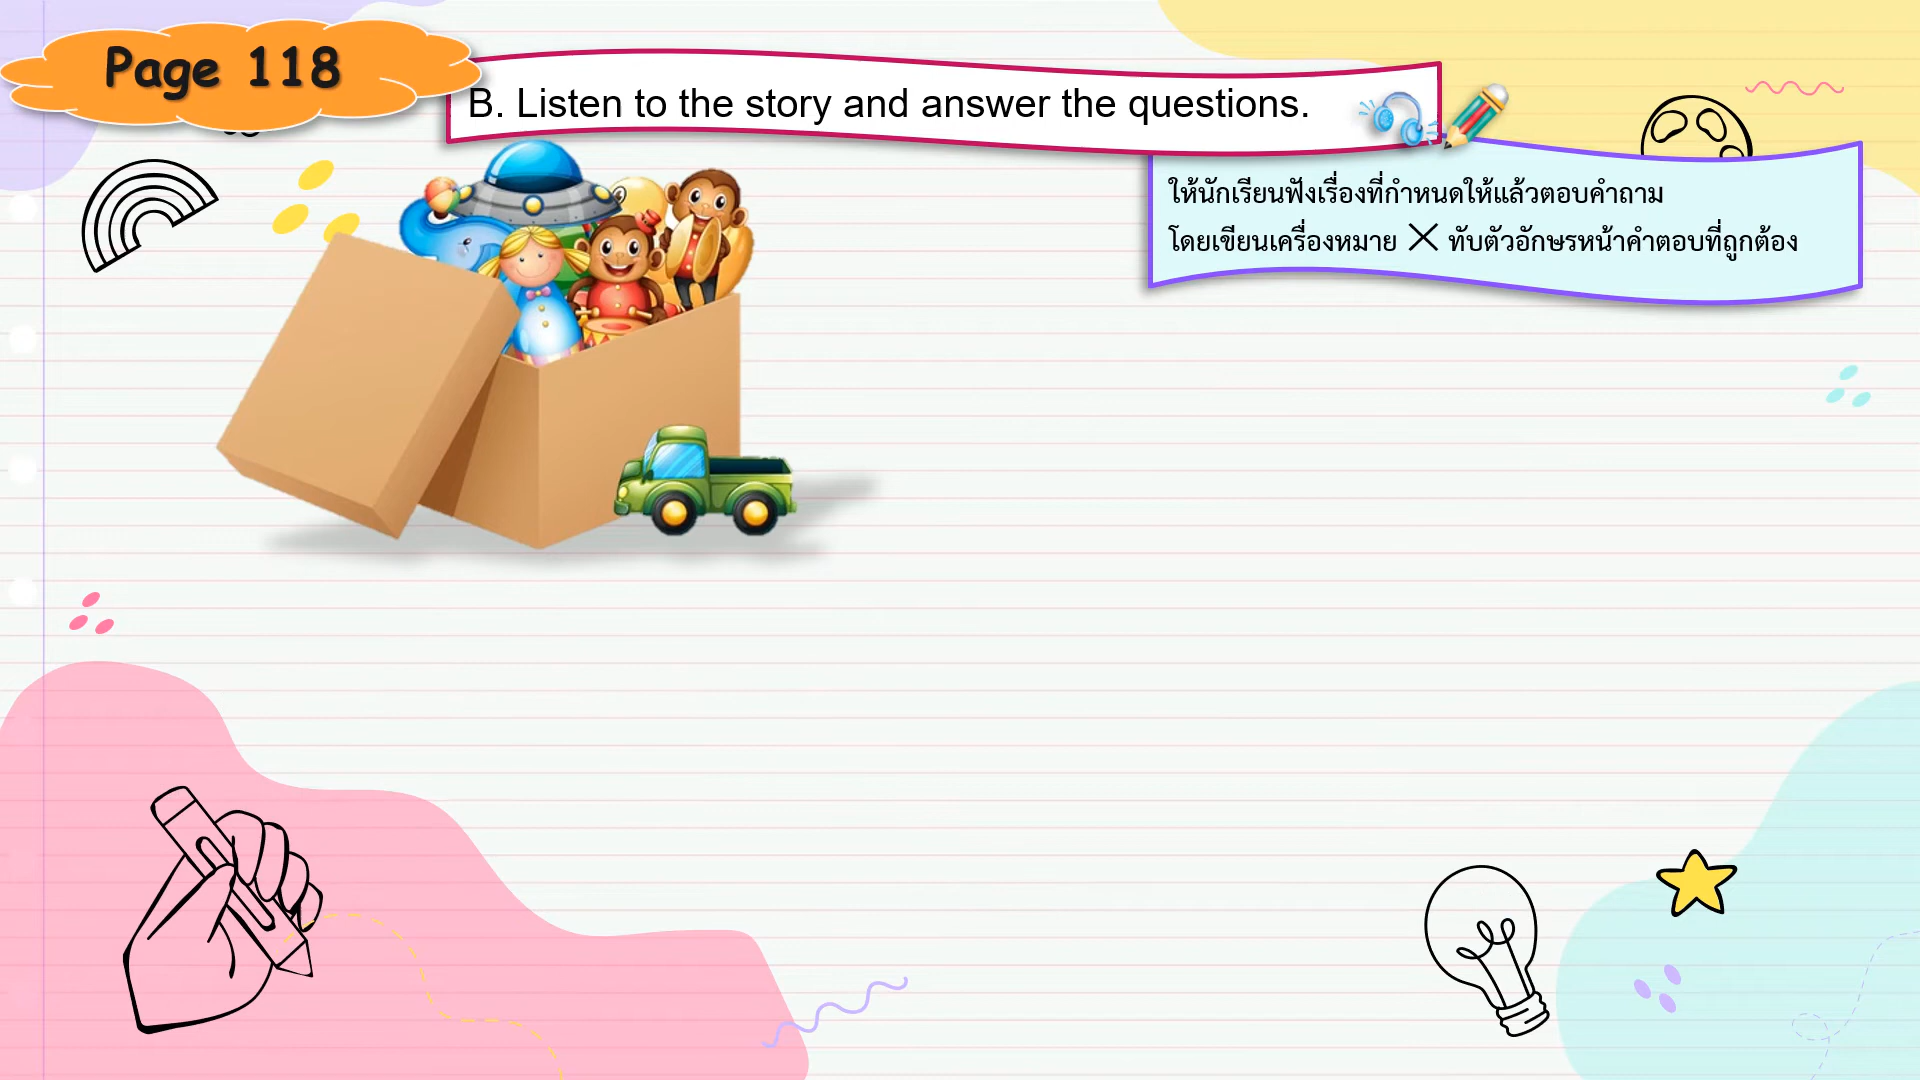 Page 118
B. Listen to the story and answer the questions.
ให้นักเรียนฟังเรื่องที่กำหนดให้แล้วตอบคำถาม
โดยเขียนเครื่องหมาย ✕ ทับตัวอักษรหน้าคำตอบที่ถูกต้อง